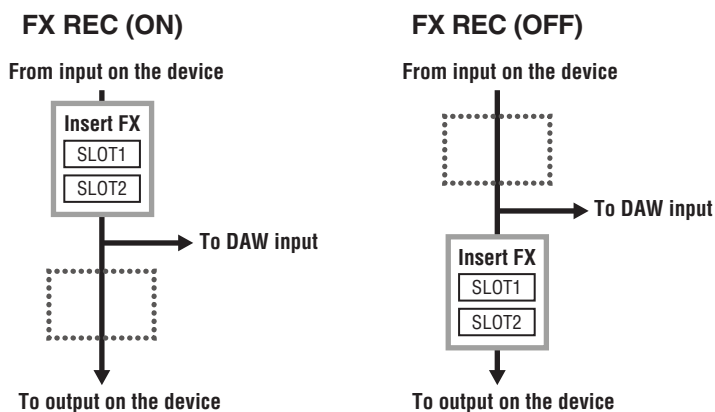 FX REC (ON)
From input on the device
Insert FX
SLOT1
SLOT2
To DAW input
To output on the device
FX REC (OFF)
From input on the device
To DAW input
Insert FX
SLOT1
SLOT2
To output on the device